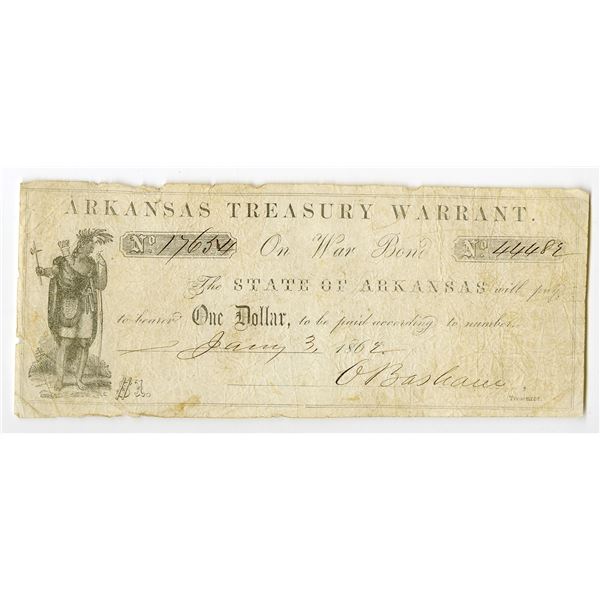 ARKANSAS TREASURY WARRANT.
No. 17654 On War Bond No. 44482
The STATE OF ARKANSAS will pay
to bearer One Dollar, to be paid according to number.
Jany 3, 1862.
O Basham
$1.
Treasurer.